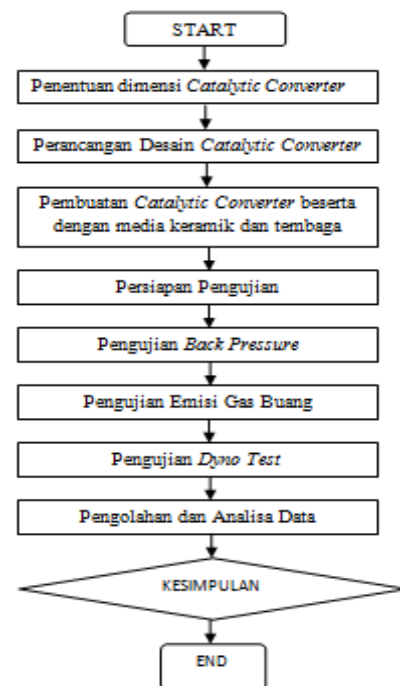 START
Penentuan dimensi Catalytic Converter
Perancangan Desain Catalytic Converter
Pembuatan Catalytic Converter beserta
dengan media keramik dan tembaga
Persiapan Pengujian
Pengujian Back Pressure
Pengujian Emisi Gas Buang
Pengujian Dyno Test
Pengolahan dan Analisa Data
KESIMPULAN
END